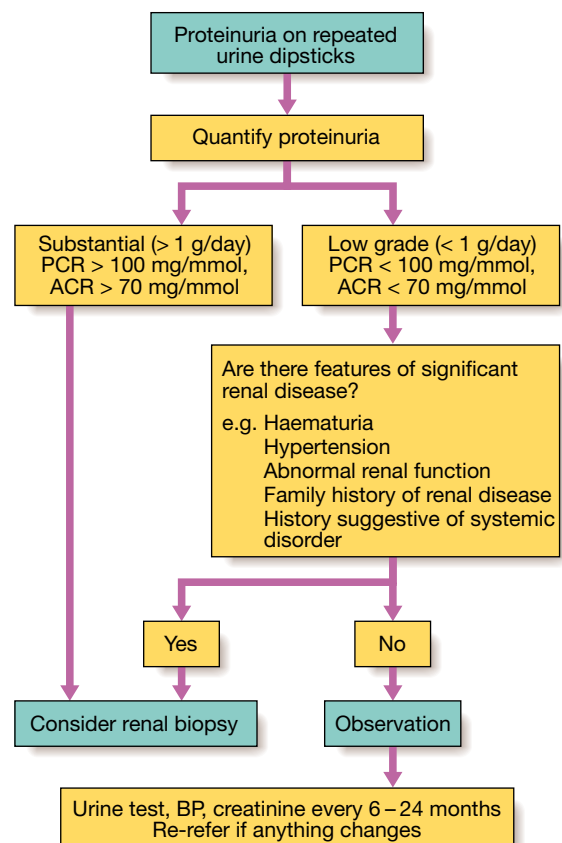 Proteinuria on repeated
urine dipsticks
Quantify proteinuria
Substantial (> 1 g/day)
PCR > 100 mg/mmol,
ACR > 70 mg/mmol
Low grade (< 1 g/day)
PCR < 100 mg/mmol,
ACR < 70 mg/mmol
Are there features of significant
renal disease?
e.g. Haematuria
Hypertension
Abnormal renal function
Family history of renal disease
History suggestive of systemic
disorder
Yes
No
Consider renal biopsy
Observation
Urine test, BP, creatinine every 6–24 months
Re-refer if anything changes